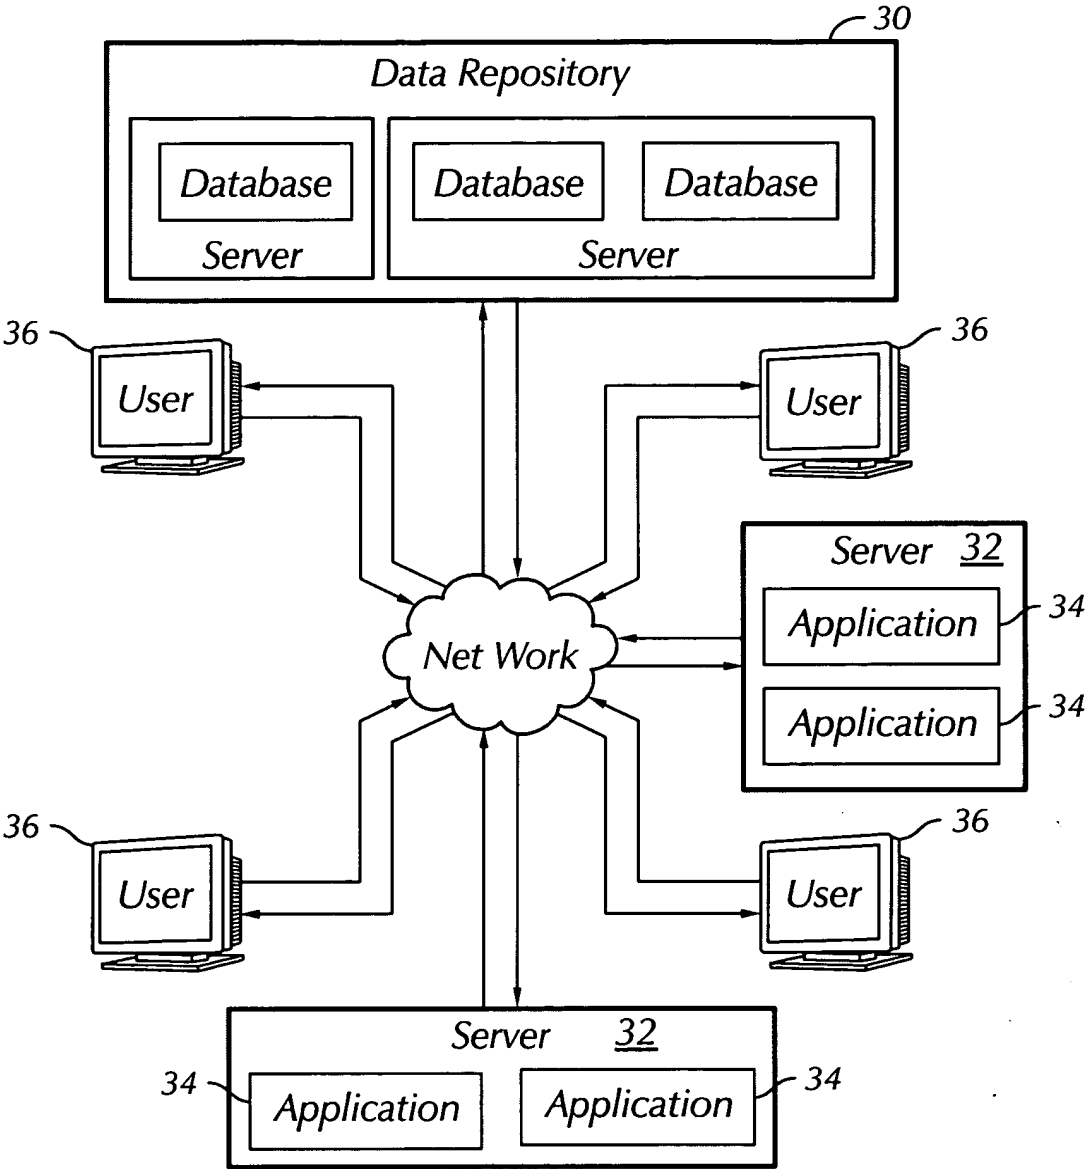 30
Data Repository
Database
Database
Database
Server
Server
36
36
User
User
Server 32
Application
34
Net Work
Application
34
36
36
User
User
Server 32
34
Application
Application
34